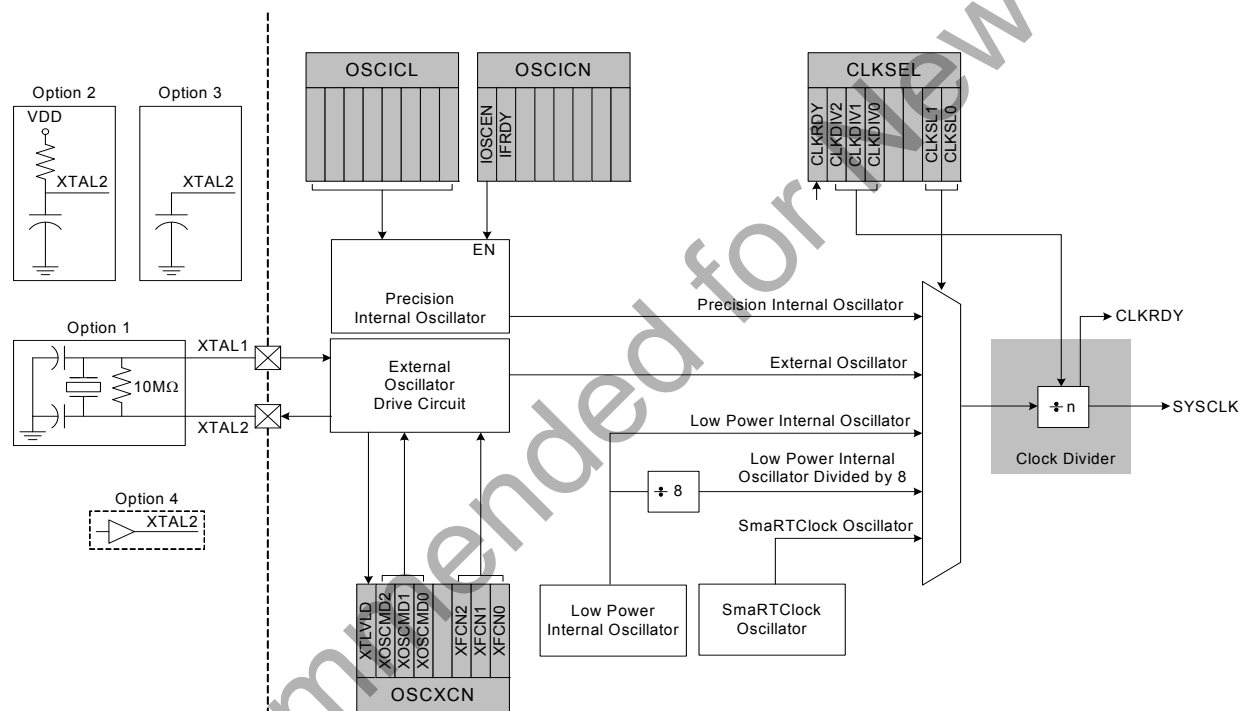 OSCICL
OSCICN
CLKSEL
IOSCEN
IFRDY
CLKRDY
CLKDIV2
CLKDIV1
CLKDIV0
CLKSL1
CLKSL0
Option 2
VDD
XTAL2
Option 3
XTAL2
EN
Precision
Internal Oscillator
Precision Internal Oscillator
CLKRDY
Option 1
10MΩ
XTAL1
XTAL2
External
Oscillator
Drive Circuit
External Oscillator
÷ n
SYSCLK
Clock Divider
Low Power Internal Oscillator
÷ 8
Low Power Internal
Oscillator Divided by 8
SmaRTClock Oscillator
Option 4
XTAL2
Low Power
Internal Oscillator
SmaRTClock
Oscillator
XTLVLD
XOSCMD2
XOSCMD1
XOSCMD0
XFCN2
XFCN1
XFCN0
OSCXCN
mmended for New